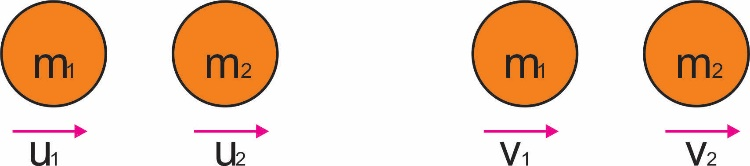 m₁ m₂ m₁ m₂
u₁ u₂ v₁ v₂